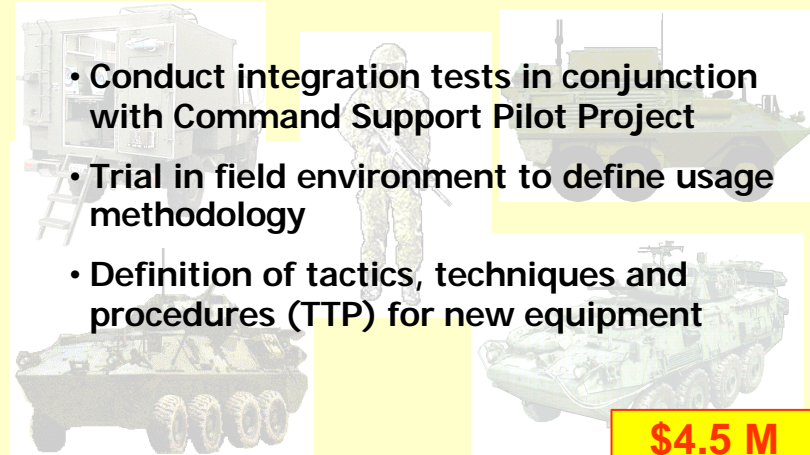 • Conduct integration tests in conjunction
with Command Support Pilot Project
• Trial in field environment to define usage
methodology
• Definition of tactics, techniques and
procedures (TTP) for new equipment
$4.5 M